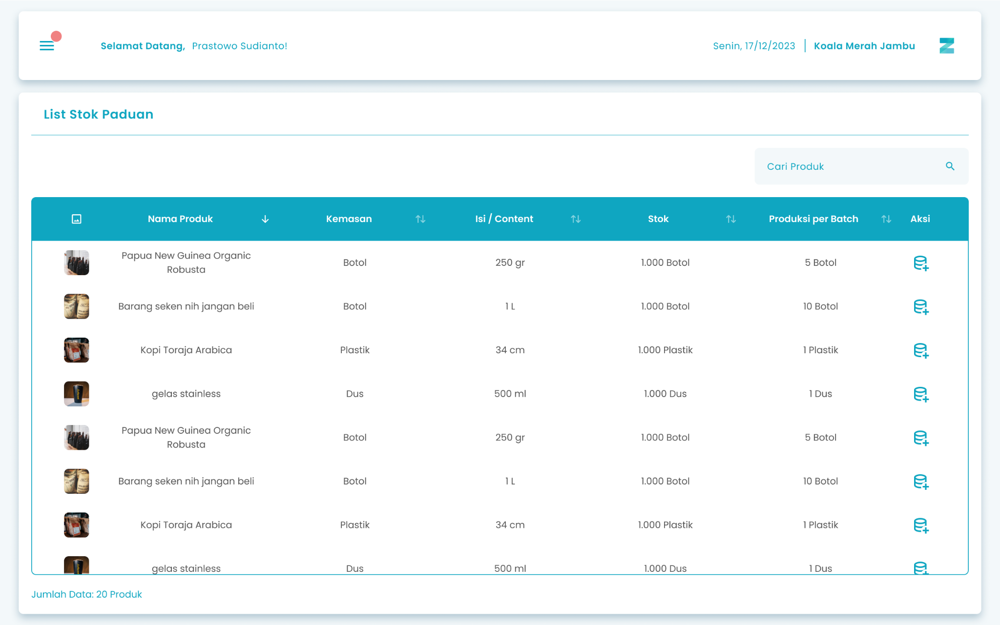 Selamat Datang, Prastowo Sudianto!
Senin, 17/12/2023
Koala Merah Jambu
List Stok Paduan
Cari Produk
Nama Produk Kemasan Isi / Content Stok Produksi per Batch Aksi
Papua New Guinea Organic
Robusta
Botol 250 gr 1.000 Botol 5 Botol
Barang seken nih jangan beli Botol 1 L 1.000 Botol 10 Botol
Kopi Toraja Arabica Plastik 34 cm 1.000 Plastik 1 Plastik
gelas stainless Dus 500 ml 1.000 Dus 1 Dus
Papua New Guinea Organic
Robusta
Botol 250 gr 1.000 Botol 5 Botol
Barang seken nih jangan beli Botol 1 L 1.000 Botol 10 Botol
Kopi Toraja Arabica Plastik 34 cm 1.000 Plastik 1 Plastik
gelas stainless Dus 500 ml 1.000 Dus 1 Dus
Jumlah Data: 20 Produk